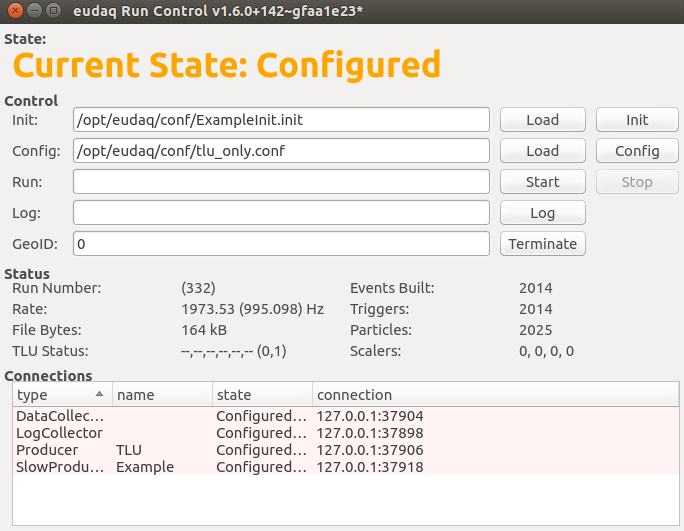 eudaq Run Control v1.6.0+142~gfaa1e23*
State:
Current State: Configured
Control
Init: /opt/eudaq/conf/ExampleInit.init Load Init
Config: /opt/eudaq/conf/tlu_only.conf Load Config
Run: Start Stop
Log: Log
GeoID: 0 Terminate
Status
Run Number: (332) Events Built: 2014
Rate: 1973.53 (995.098) Hz Triggers: 2014
File Bytes: 164 kB Particles: 2025
TLU Status: --,--,--,--,--,-- (0,1) Scalers: 0, 0, 0, 0
Connections
type name state connection
DataCollec... Configured... 127.0.0.1:37904
LogCollector Configured... 127.0.0.1:37898
Producer TLU Configured... 127.0.0.1:37906
SlowProdu... Example Configured... 127.0.0.1:37918